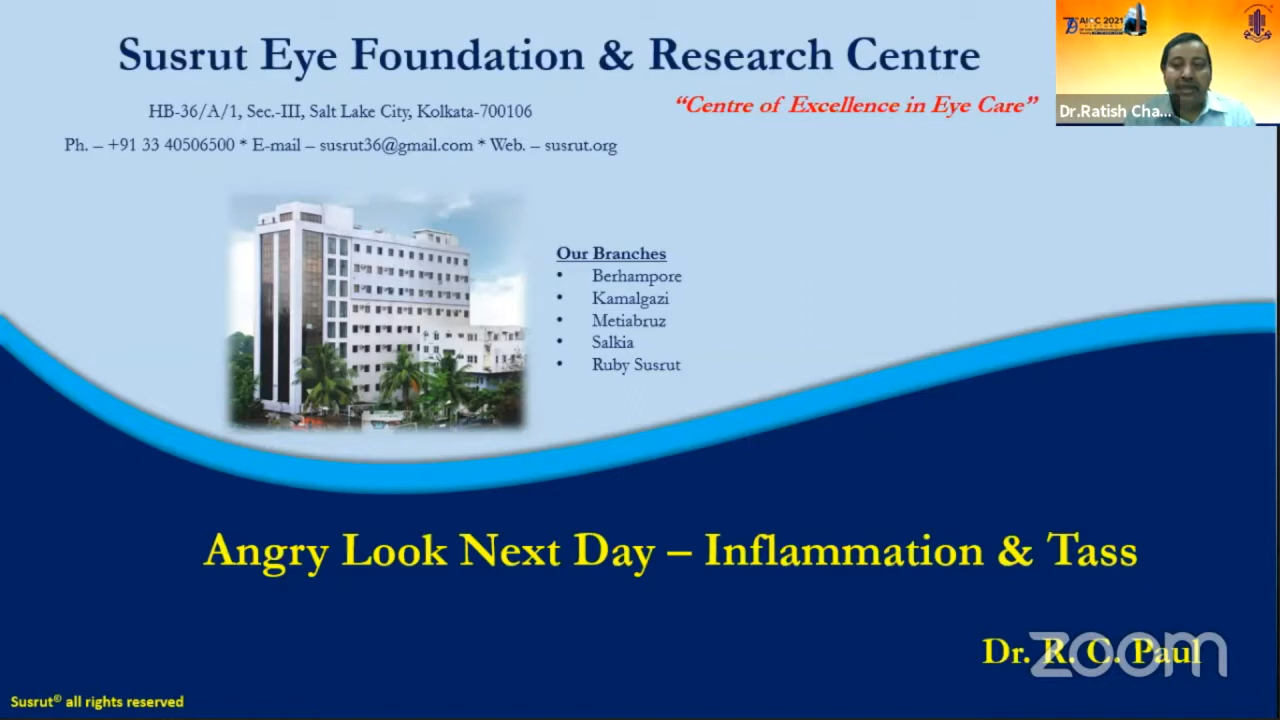 Susrut Eye Foundation & Research Centre
HB-36/A/1, Sec.-III, Salt Lake City, Kolkata-700106
"Centre of Excellence in Eye Care"
Ph. – +91 33 40506500 * E-mail – susrut36@gmail.com * Web. – susrut.org
AIOC 2021
Dr.Ratish Cha...
Our Branches
• Berhampore
• Kamalgazi
• Metiabruz
• Salkia
• Ruby Susrut
Angry Look Next Day – Inflammation & Tass
Dr. R. C. Paul
zoom
Susrut© all rights reserved